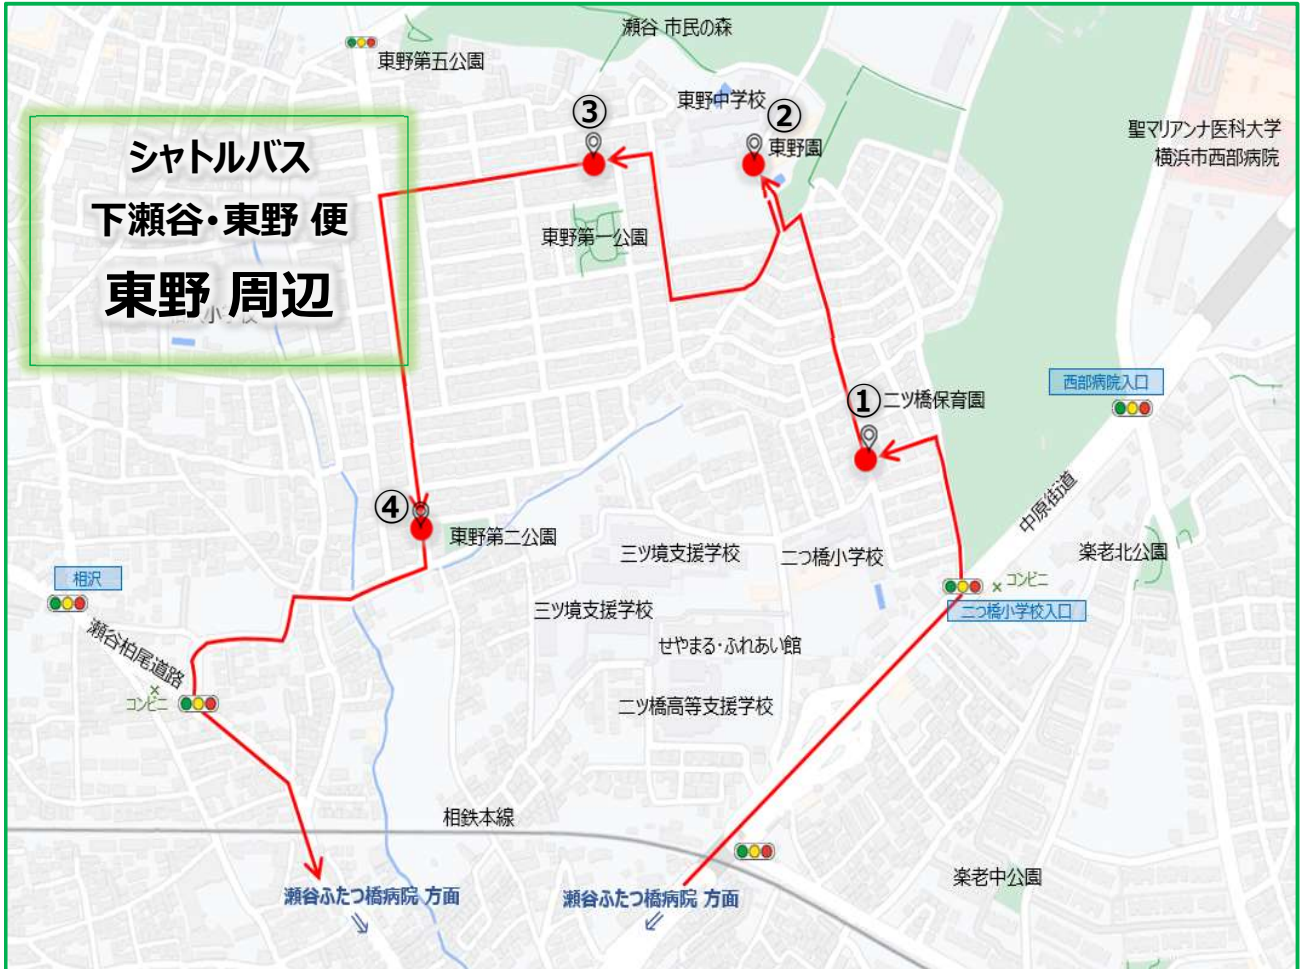 瀬谷 市民の森
東野第五公園
東野中学校
③
②
東野園
聖マリアンナ医科大学
横浜市西部病院
シャトルバス
下瀬谷・東野 便
東野 周辺
東野第一公園
西部病院入口
①
二ツ橋保育園
中原街道
④
東野第二公園
三ツ境支援学校
二つ橋小学校
楽老北公園
相沢
コンビニ
二つ橋小学校入口
三ツ境支援学校
瀬谷柏尾道路
せやまる・ふれあい館
コンビニ
二ツ橋高等支援学校
相鉄本線
楽老中公園
瀬谷ふたつ橋病院 方面
瀬谷ふたつ橋病院 方面